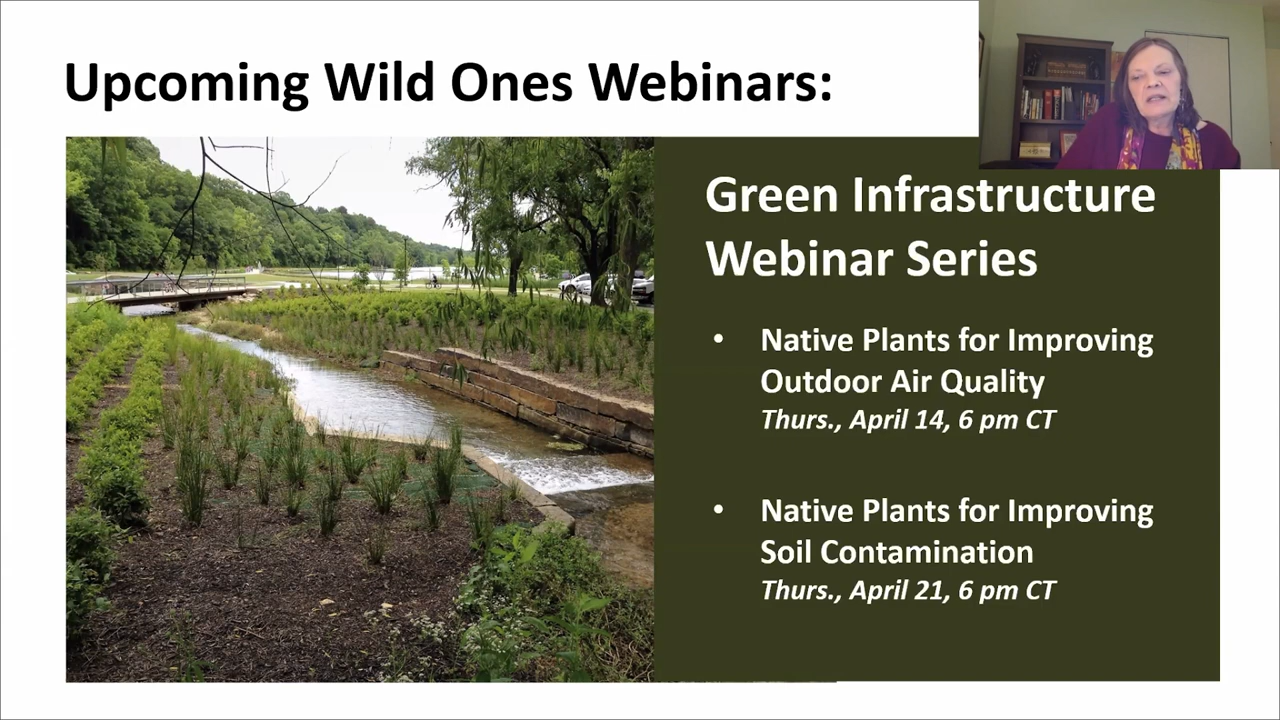 Upcoming Wild Ones Webinars:
Green Infrastructure
Webinar Series
• Native Plants for Improving
Outdoor Air Quality
Thurs., April 14, 6 pm CT
• Native Plants for Improving
Soil Contamination
Thurs., April 21, 6 pm CT